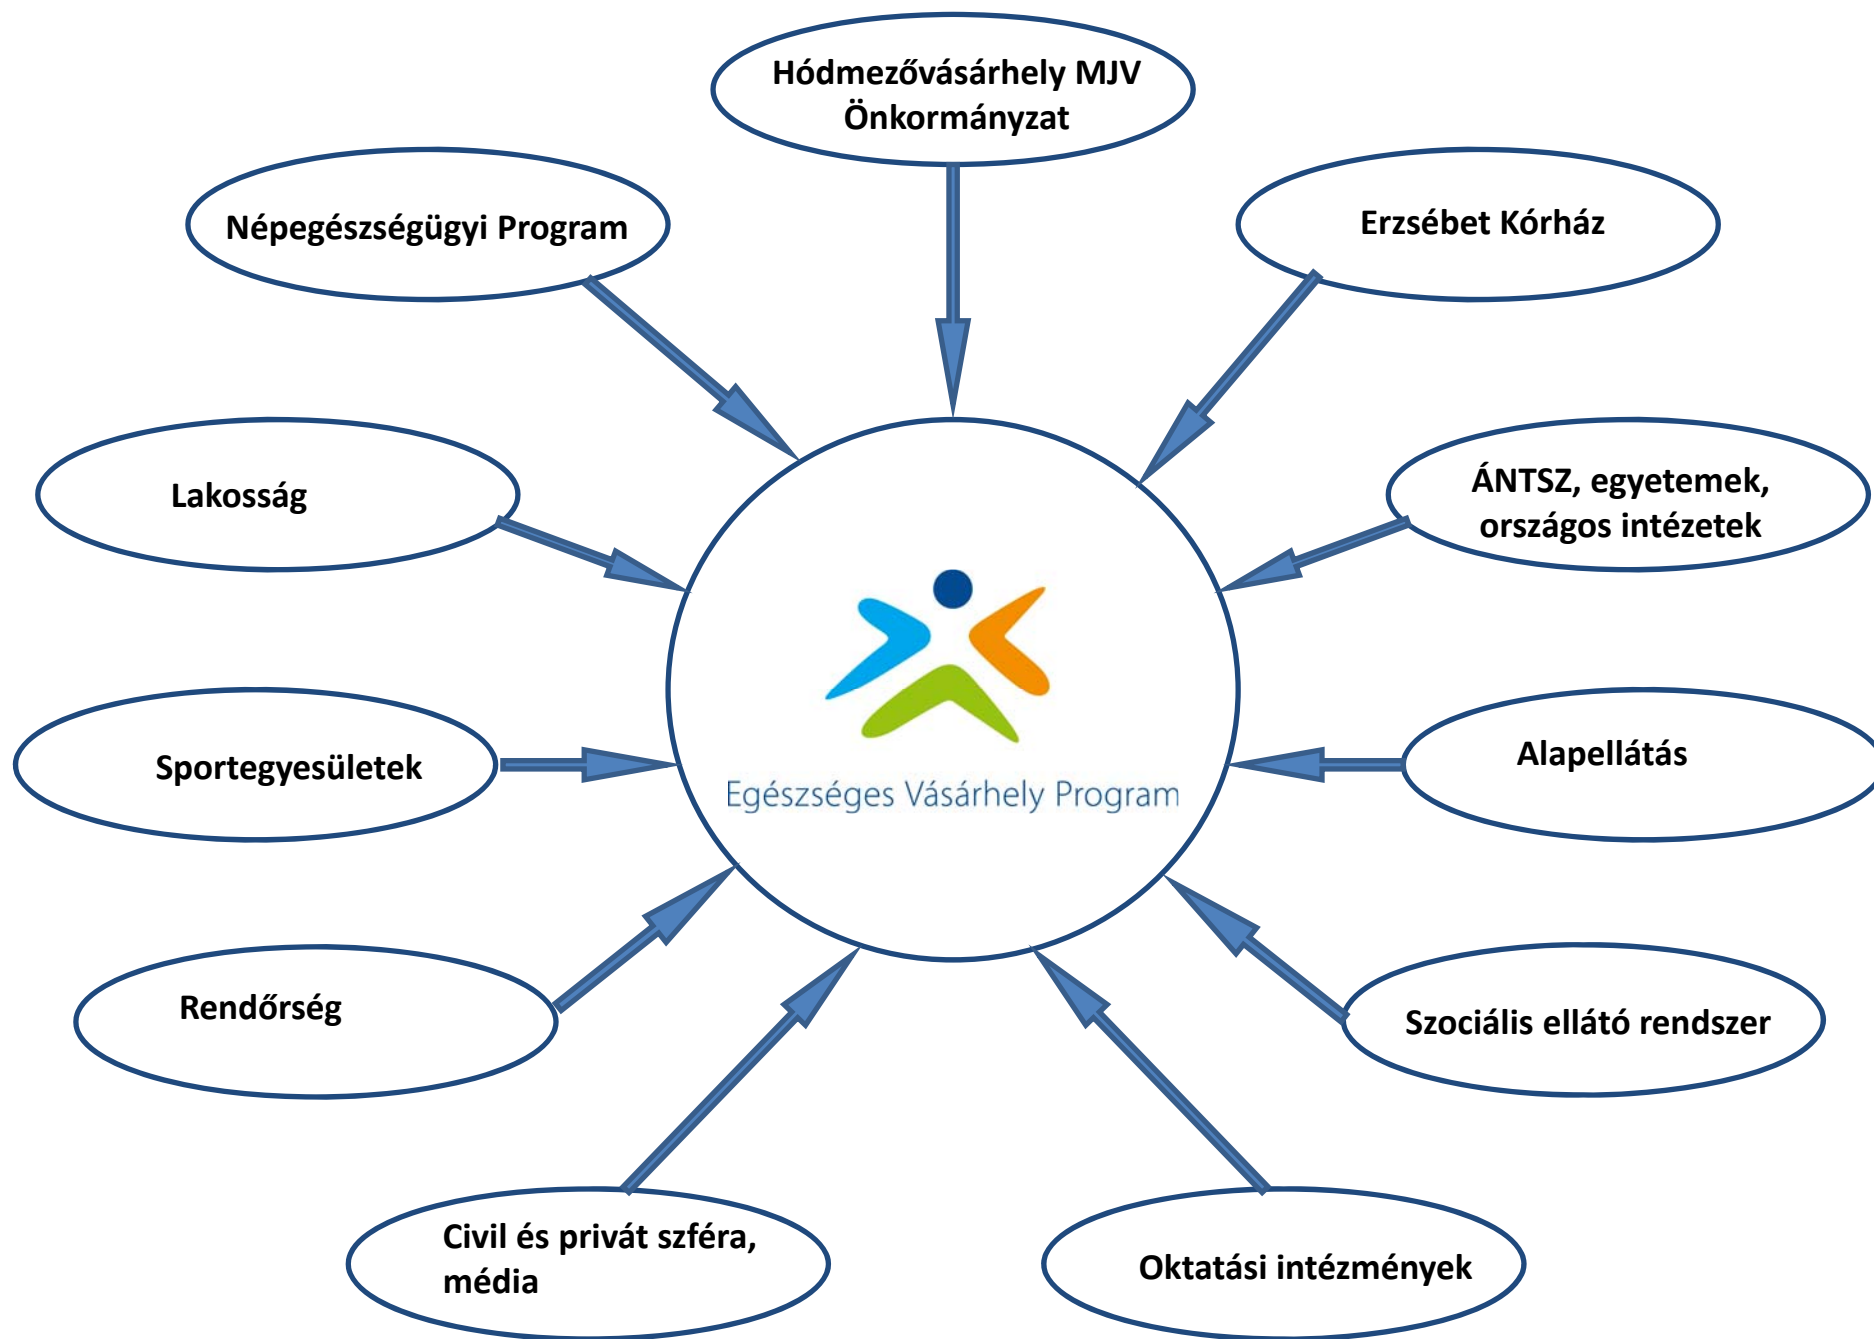 Hódmezővásárhely MJV
Önkormányzat
Népegészségügyi Program
Erzsébet Kórház
Lakosság
ÁNTSZ, egyetemek,
országos intézetek
Sportegyesületek
Egészséges Vásárhely Program
Alapellátás
Rendőrség
Szociális ellátó rendszer
Civil és privát szféra,
média
Oktatási intézmények